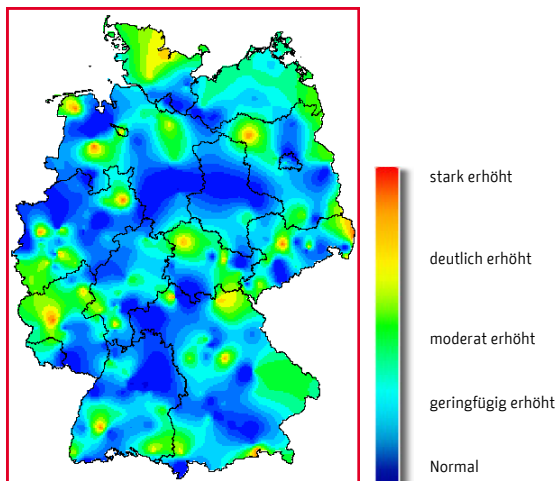 stark erhöht
deutlich erhöht
moderat erhöht
geringfügig erhöht
Normal